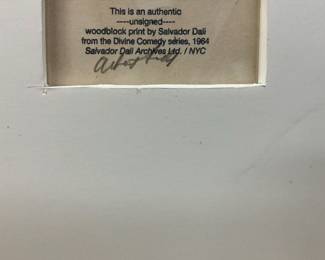 This is an authentic
----unsigned----
woodblock print by Salvador Dali
from the Divine Comedy series, 1964
Salvador Dali Archives Ltd. / NYC